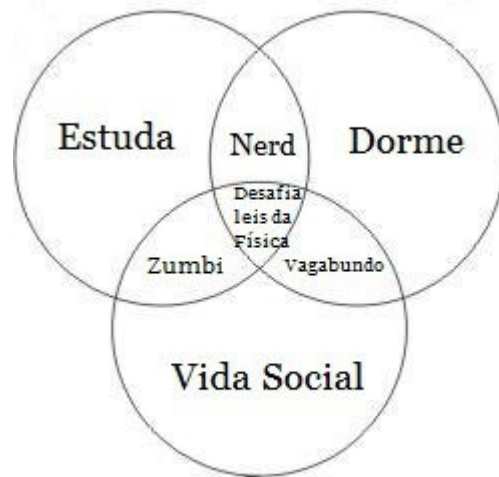 Estuda
Dorme
Nerd
Desafia
leis da
Física
Zumbi
Vagabundo
Vida Social